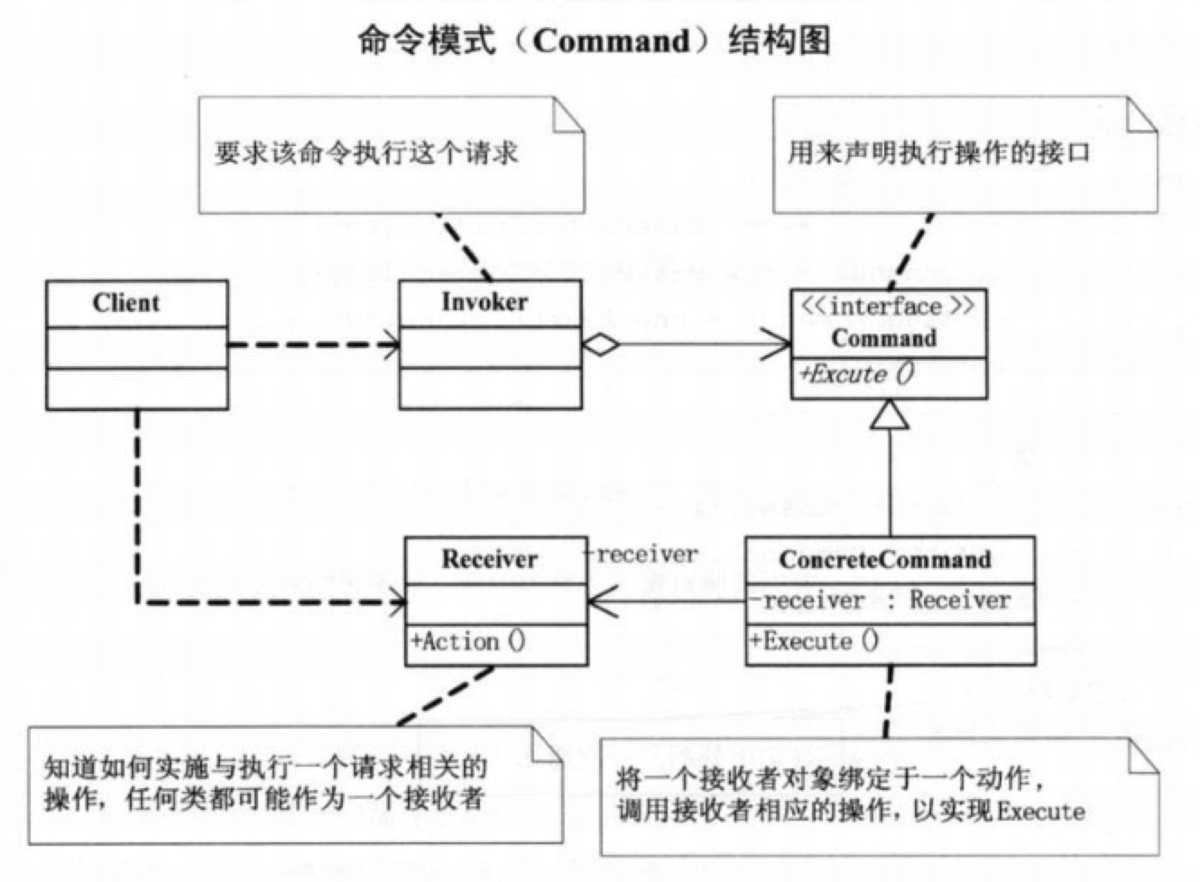 命令模式（Command）结构图
要求该命令执行这个请求
用来声明执行操作的接口
Client
Invoker
<<interface>>
Command
+Excute()
Receiver
+Action()
-receiver
ConcreteCommand
-receiver : Receiver
+Execute()
知道如何实施与执行一个请求相关的
操作，任何类都可能作为一个接收者
将一个接收者对象绑定于一个动作，
调用接收者相应的操作，以实现Execute